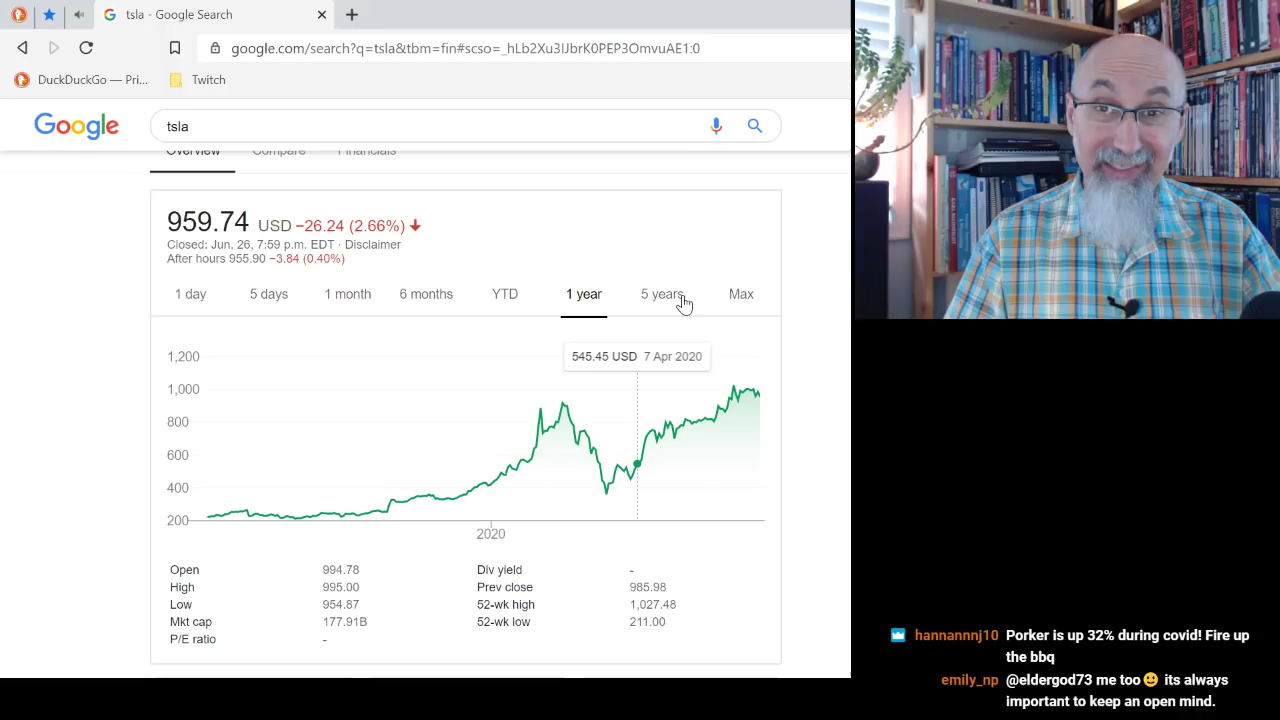 tsla - Google Search
google.com/search?q=tsla&tbm=fin#scso=_hLb2Xu3IJbrK0PEP3OmvuAE1:0
DuckDuckGo — Pri... Twitch
Google tsla
Overview Compare Financials
959.74 USD −26.24 (2.66%)
Closed: Jun. 26, 7:59 p.m. EDT · Disclaimer
After hours 955.90 −3.84 (0.40%)
1 day 5 days 1 month 6 months YTD 1 year 5 years Max
545.45 USD 7 Apr 2020
1,200
1,000
800
600
400
200
2020
Open 994.78 Div yield -
High 995.00 Prev close 985.98
Low 954.87 52-wk high 1,027.48
Mkt cap 177.91B 52-wk low 211.00
P/E ratio -
hannannnj10 Porker is up 32% during covid! Fire up
the bbq
emily_np @eldergod73 me too🙂 its always
important to keep an open mind.